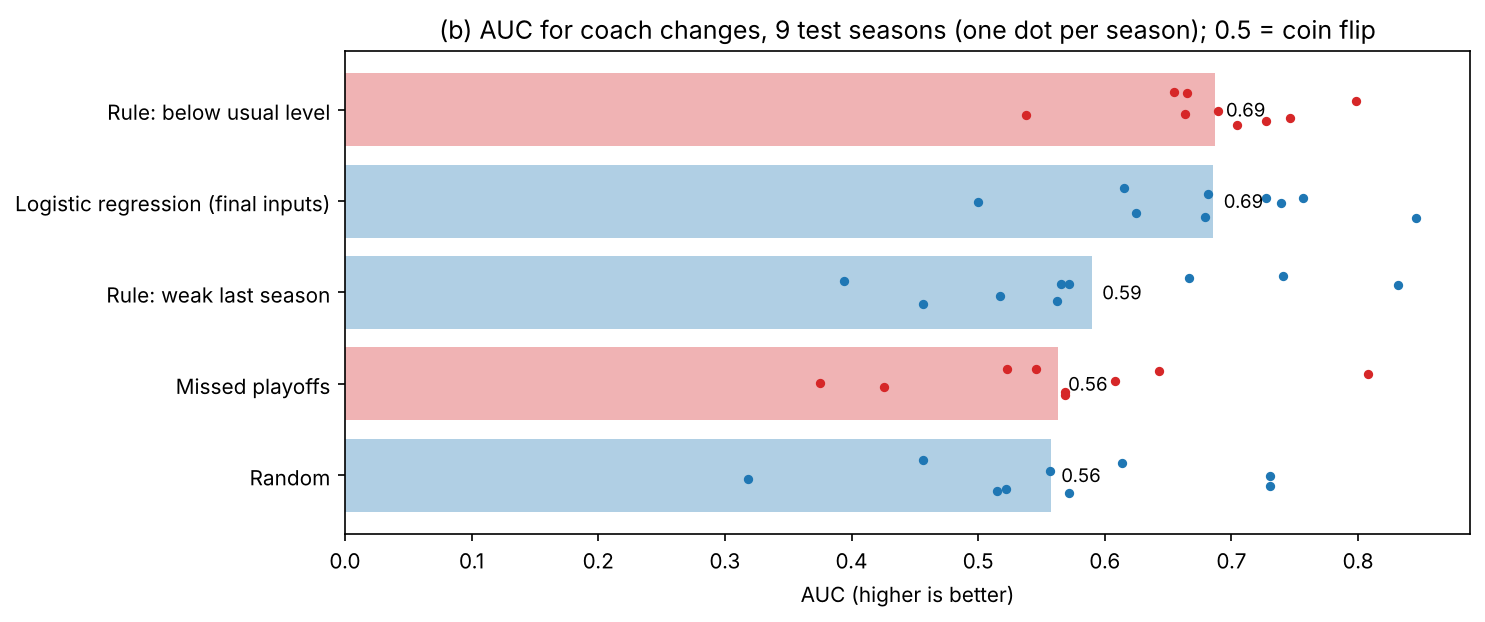 (b) AUC for coach changes, 9 test seasons (one dot per season); 0.5 = coin flip
Rule: below usual level
0.69
Logistic regression (final inputs)
0.69
Rule: weak last season
0.59
Missed playoffs
0.56
Random
0.56
0.0 0.1 0.2 0.3 0.4 0.5 0.6 0.7 0.8
AUC (higher is better)